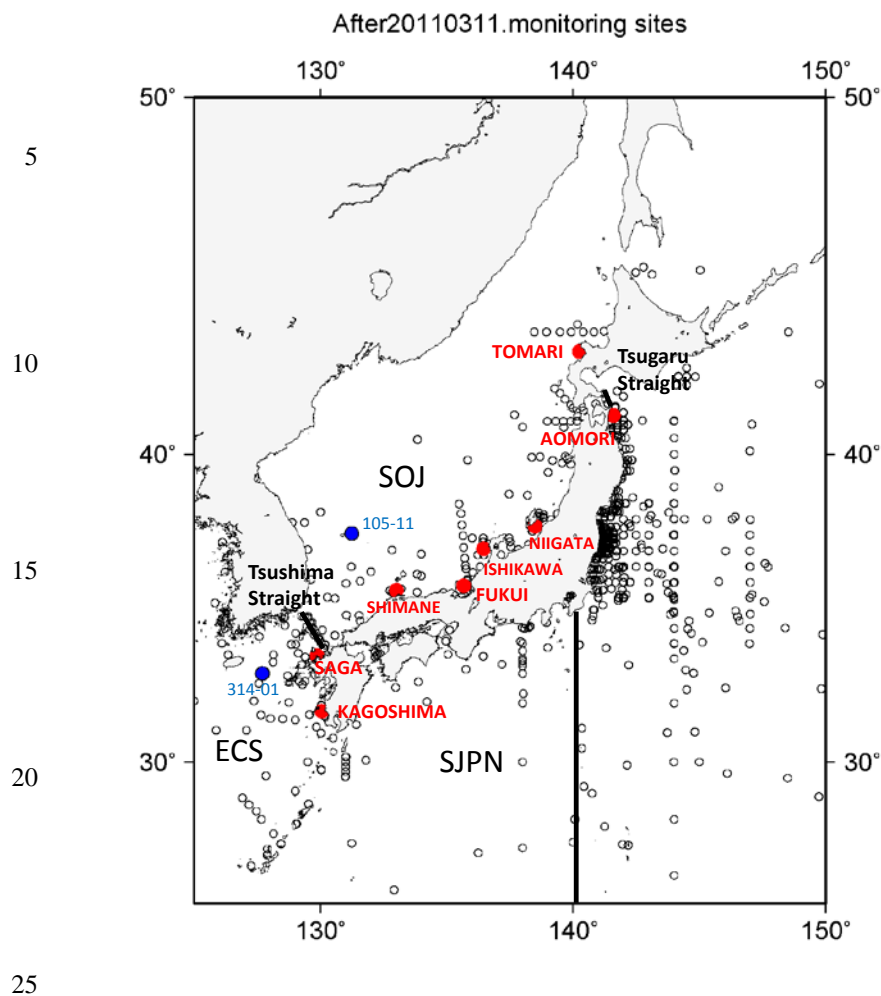 After20110311.monitoring sites
130° 140° 150°
50° 50°
5
10
TOMARI
Tsugaru
Straight
AOMORI
40° 40°
SOJ
105-11
NIIGATA
15
ISHIKAWA
Tsushima
Straight
FUKUI
SHIMANE
SAGA
314-01
KAGOSHIMA
ECS
SJPN
30° 30°
20
130° 140° 150°
25